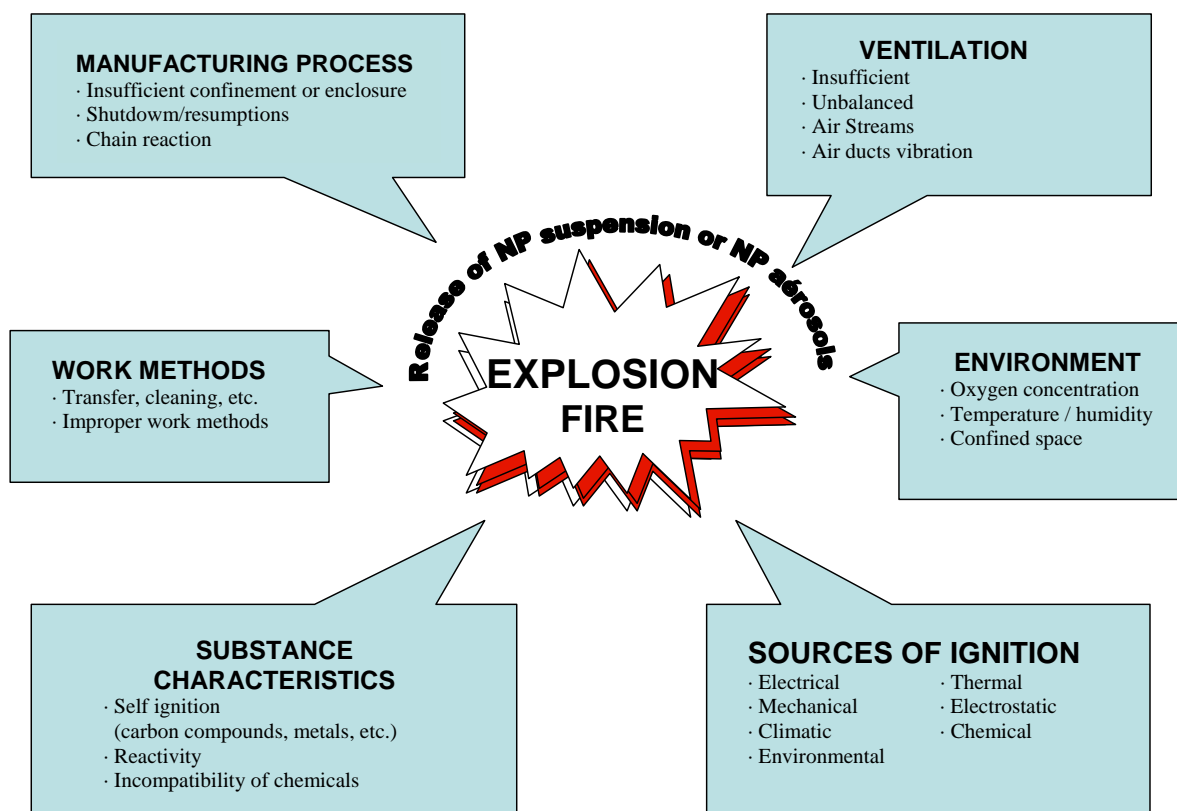 MANUFACTURING PROCESS
· Insufficient confinement or enclosure
· Shutdowm/resumptions
· Chain reaction
VENTILATION
· Insufficient
· Unbalanced
· Air Streams
· Air ducts vibration
Release of NP suspension or NP aérosols
EXPLOSION
FIRE
WORK METHODS
· Transfer, cleaning, etc.
· Improper work methods
ENVIRONMENT
· Oxygen concentration
· Temperature / humidity
· Confined space
SUBSTANCE
CHARACTERISTICS
· Self ignition
(carbon compounds, metals, etc.)
· Reactivity
· Incompatibility of chemicals
SOURCES OF IGNITION
· Electrical
· Mechanical
· Climatic
· Environmental
· Thermal
· Electrostatic
· Chemical